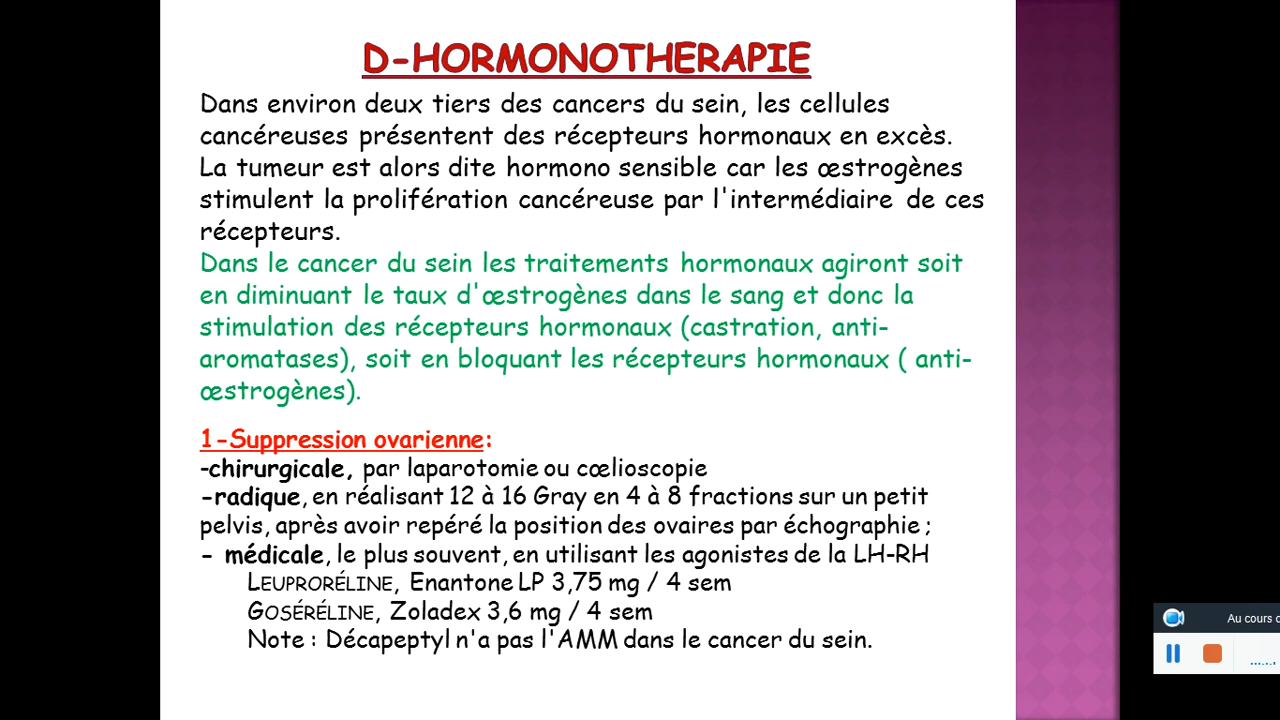 D-HORMONOTHERAPIE
Dans environ deux tiers des cancers du sein, les cellules
cancéreuses présentent des récepteurs hormonaux en excès.
La tumeur est alors dite hormono sensible car les œstrogènes
stimulent la prolifération cancéreuse par l'intermédiaire de ces
récepteurs.
Dans le cancer du sein les traitements hormonaux agiront soit
en diminuant le taux d'œstrogènes dans le sang et donc la
stimulation des récepteurs hormonaux (castration, anti-
aromatases), soit en bloquant les récepteurs hormonaux ( anti-
œstrogènes).
1-Suppression ovarienne:
-chirurgicale, par laparotomie ou cœlioscopie
-radique, en réalisant 12 à 16 Gray en 4 à 8 fractions sur un petit
pelvis, après avoir repéré la position des ovaires par échographie ;
- médicale, le plus souvent, en utilisant les agonistes de la LH-RH
LEUPRORÉLINE, Enantone LP 3,75 mg / 4 sem
GOSÉRÉLINE, Zoladex 3,6 mg / 4 sem
Note : Décapeptyl n'a pas l'AMM dans le cancer du sein.
Au cours